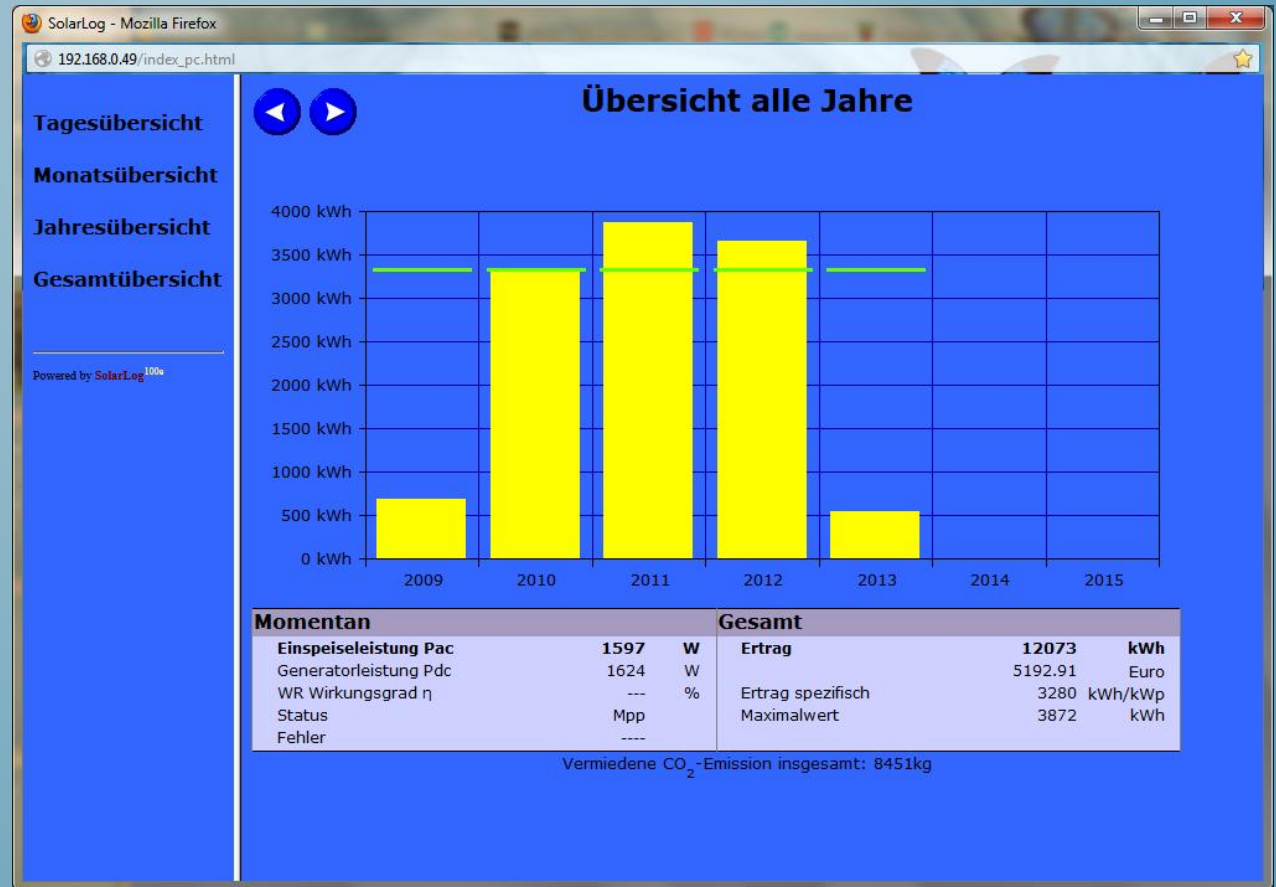 SolarLog - Mozilla Firefox
192.168.0.49/index_pc.html
Tagesübersicht
Monatsübersicht
Jahresübersicht
Gesamtübersicht
Powered by SolarLog 100e
Übersicht alle Jahre
4000 kWh
3500 kWh
3000 kWh
2500 kWh
2000 kWh
1500 kWh
1000 kWh
500 kWh
0 kWh
2009 2010 2011 2012 2013 2014 2015
Momentan
Einspeiseleistung Pac 1597 W
Generatorleistung Pdc 1624 W
WR Wirkungsgrad η --- %
Status Mpp
Fehler ----
Gesamt
Ertrag 12073 kWh
5192.91 Euro
Ertrag spezifisch 3280 kWh/kWp
Maximalwert 3872 kWh
Vermiedene CO₂-Emission insgesamt: 8451kg